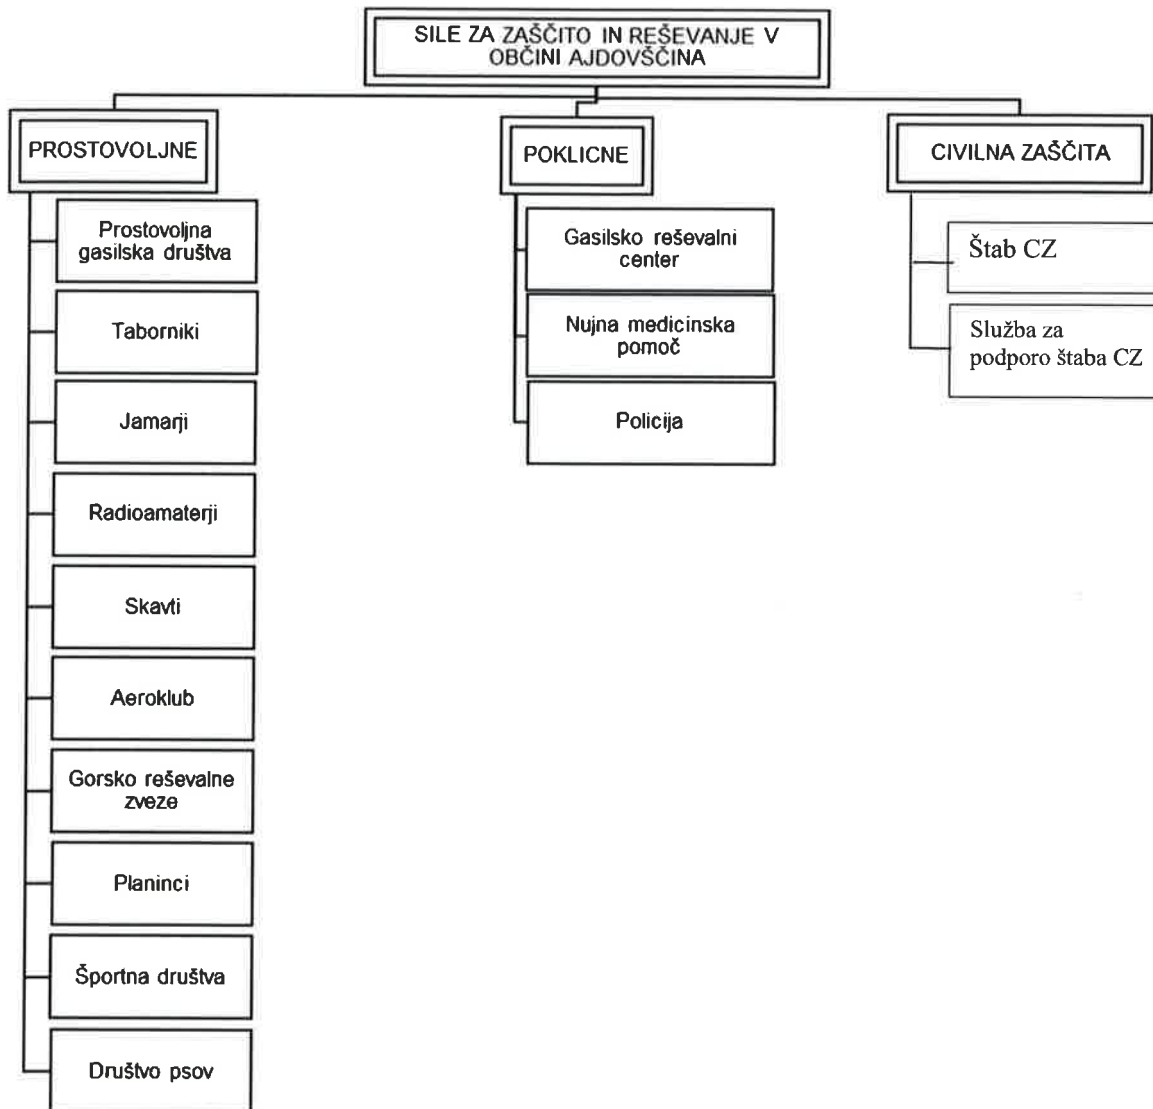 SILE ZA ZAŠČITO IN REŠEVANJE V
OBČINI AJDOVŠČINA
PROSTOVOLJNE
Prostovoljna
gasilska društva
Taborniki
Jamarji
Radioamaterji
Skavti
Aeroklub
Gorsko reševalne
zveze
Planinci
Športna društva
Društvo psov
POKLICNE
Gasilsko reševalni
center
Nujna medicinska
pomoč
Policija
CIVILNA ZAŠČITA
Štab CZ
Služba za
podporo štaba CZ